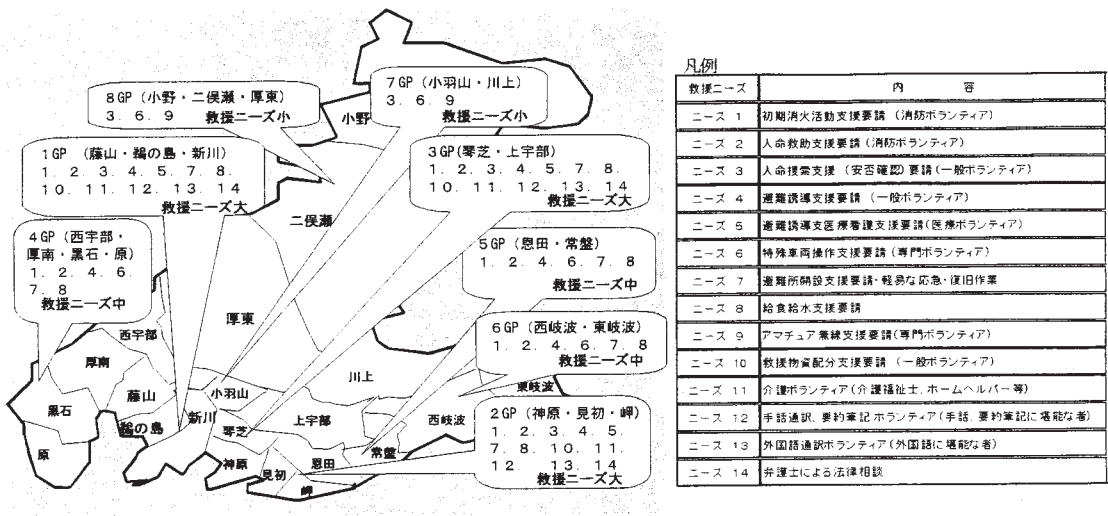 8GP（小野・二俣瀬・厚東）
3．6．9
救援ニーズ小
7GP（小羽山・川上）
3．6．9
救援ニーズ小
1GP （藤山・鵜の島・新川）
1．2．3．4．5．7．8．
10．11．12．13．14
救援ニーズ大
3GP(琴芝・上宇部）
1．2．3．4．5．7．8．
10．11．12．13．14
救援ニーズ大
4GP（西宇部・
厚南・黒石・原）
1．2．4．6．
7．8
救援ニーズ中
5GP（恩田・常盤）
1．2．4．6．7．8
救援ニーズ中
6GP（西岐波・東岐波）
1．2．4．6．7．8
救援ニーズ中
2GP（神原・見初・岬）
1．2．3．4．5．
7．8．10．11．
12． 13．14
救援ニーズ大
小野
二俣瀬
厚東
西宇部
厚南
藤山
黒石
原
鵜の島
新川
小羽山
琴芝
川上
上宇部
東岐波
西岐波
常盤
恩田
神原
見初
岬
凡例
救援ニーズ 内 容
ニーズ 1 初期消火活動支援要請（消防ボランティア）
ニーズ 2 人命救助支援要請（消防ボランティア）
ニーズ 3 人命捜索支援（安否確認）要請（一般ボランティア）
ニーズ 4 避難誘導支援要請（一般ボランティア）
ニーズ 5 避難誘導支医療看護支援要請（医療ボランティア）
ニーズ 6 特殊車両操作支援要請（専門ボランティア）
ニーズ 7 避難所開設支援要請・軽易な応急・復旧作業
ニーズ 8 給食給水支援要請
ニーズ 9 アマチュア無線支援要請（専門ボランティア）
ニーズ 10 救援物資配分支援要請（一般ボランティア）
ニーズ 11 介護ボランティア（介護福祉士、ホームヘルパー等）
ニーズ 12 手話通訳、要約筆記ボランティア（手話、要約筆記に堪能な者）
ニーズ 13 外国語通訳ボランティア（外国語に堪能な者）
ニーズ 14 弁護士による法律相談